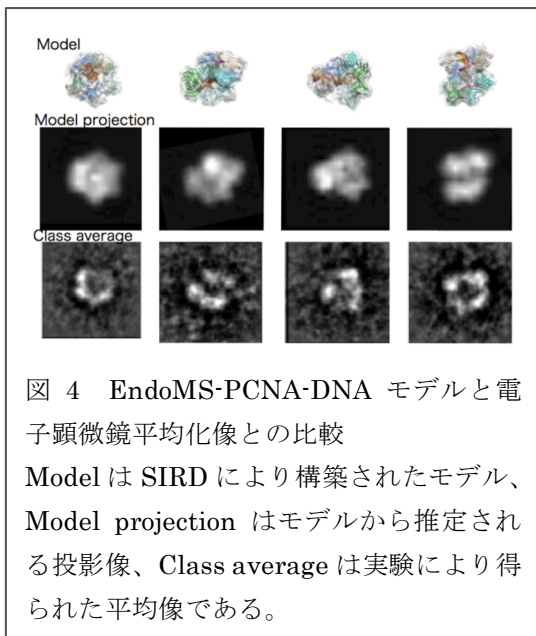 Model
Model projection
Class average
図 4　EndoMS-PCNA-DNA モデルと電
子顕微鏡平均化像との比較
Model は SIRD により構築されたモデル、
Model projection はモデルから推定され
る投影像、Class average は実験により得
られた平均像である。